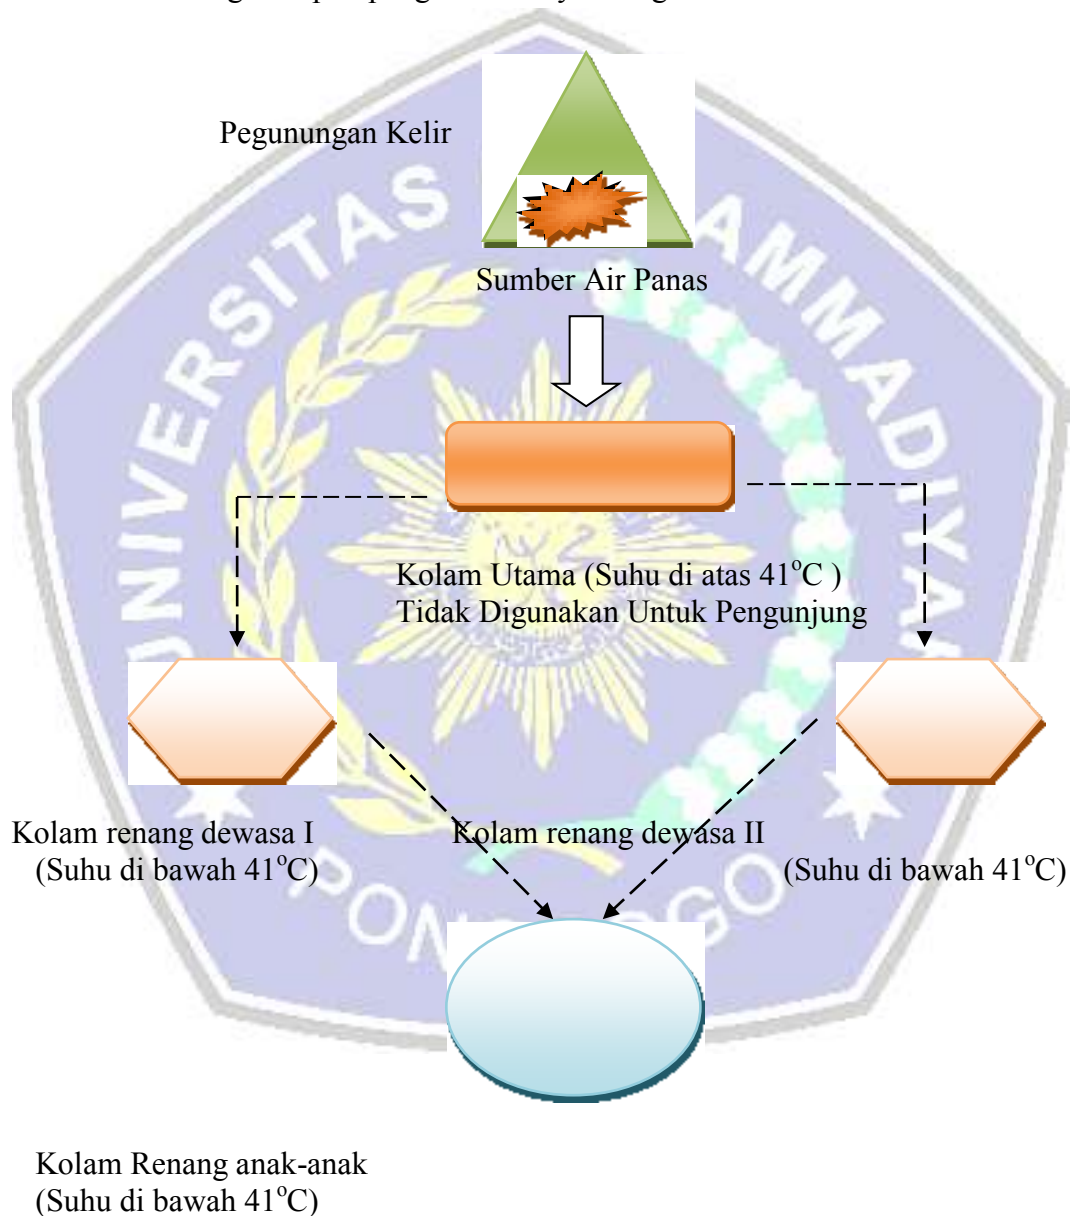 Pegunungan Kelir
Sumber Air Panas
Kolam Utama (Suhu di atas 41°C )
Tidak Digunakan Untuk Pengunjung
Kolam renang dewasa I Kolam renang dewasa II
(Suhu di bawah 41°C) (Suhu di bawah 41°C)
Kolam Renang anak-anak
(Suhu di bawah 41°C)
UNIVERSITAS